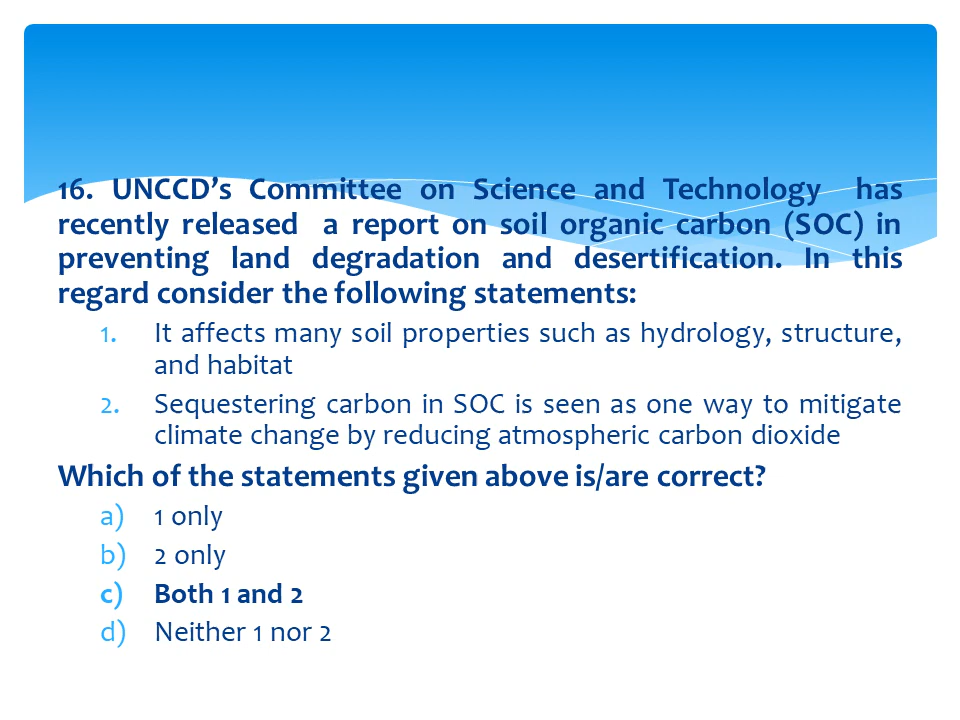 16. UNCCD’s Committee on Science and Technology has
recently released a report on soil organic carbon (SOC) in
preventing land degradation and desertification. In this
regard consider the following statements:
1. It affects many soil properties such as hydrology, structure,
and habitat
2. Sequestering carbon in SOC is seen as one way to mitigate
climate change by reducing atmospheric carbon dioxide
Which of the statements given above is/are correct?
a) 1 only
b) 2 only
c) Both 1 and 2
d) Neither 1 nor 2